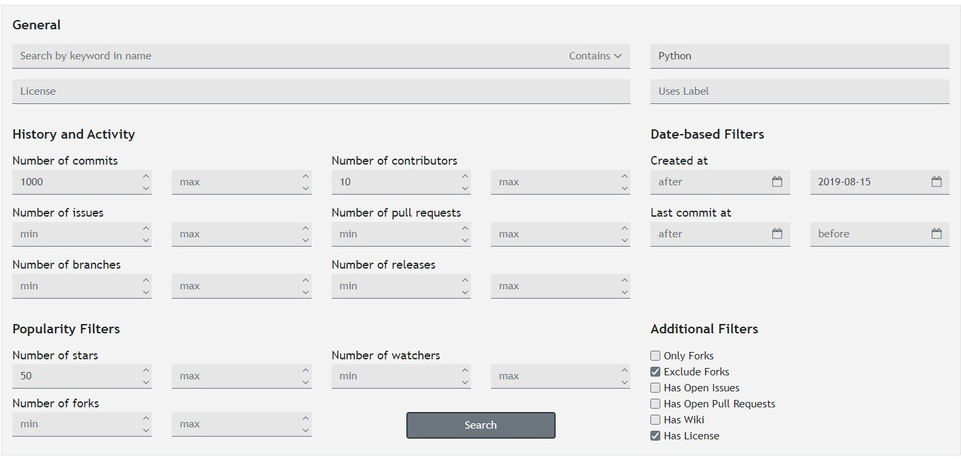 General
Search by keyword in name Contains Python
License Uses Label
History and Activity Date-based Filters
Number of commits Number of contributors Created at
1000 max 10 max after 2019-08-15
Number of issues Number of pull requests Last commit at
min max min max after before
Number of branches Number of releases
min max min max
Popularity Filters Additional Filters
Number of stars Number of watchers Only Forks
50 max min max Exclude Forks
Has Open Issues
Number of forks Has Open Pull Requests
min max Search Has Wiki
Has License